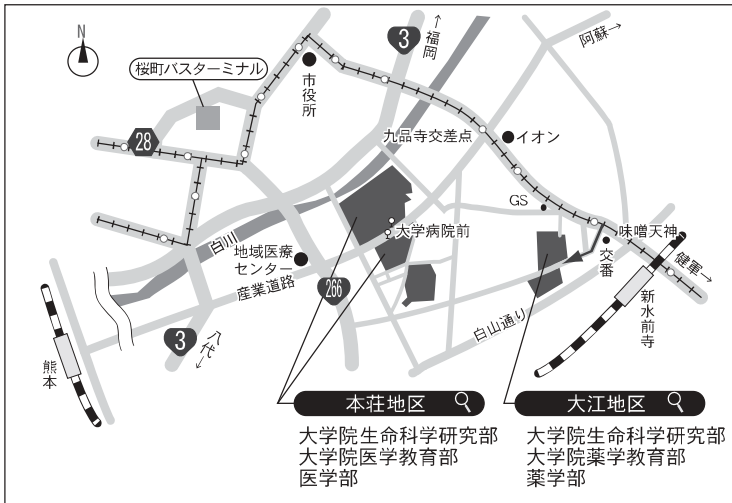 N
3
↑福岡
阿蘇→
桜町バスターミナル
市役所
28
九品寺交差点
イオン
GS
味噌天神
大学病院前
白川
地域医療
センター
交番
健軍→
産業道路
266
新水前寺
白山通り
3
八代↓
熊本
本荘地区
大学院生命科学研究部
大学院医学教育部
医学部
大江地区
大学院生命科学研究部
大学院薬学教育部
薬学部